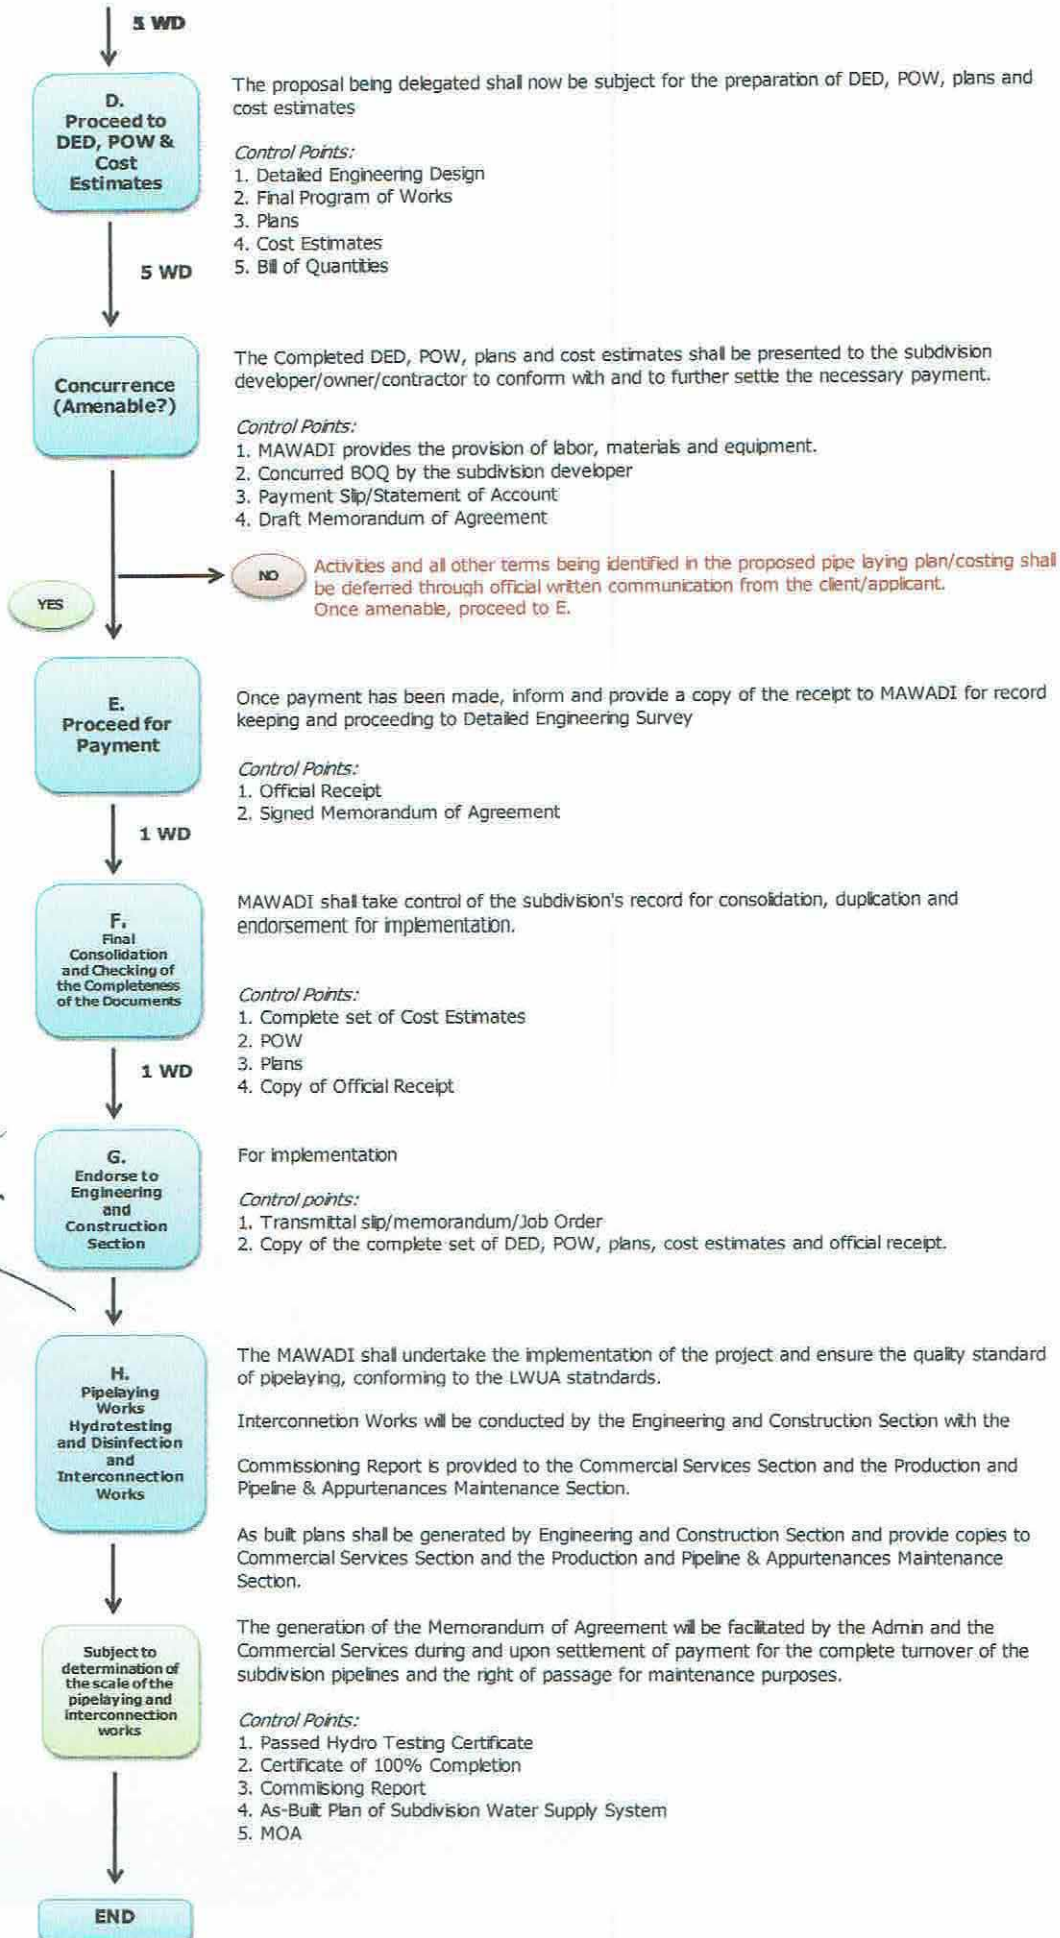 5 WD
D.
Proceed to
DED, POW &
Cost
Estimates
The proposal being delegated shall now be subject for the preparation of DED, POW, plans and
cost estimates
Control Points:
1. Detailed Engineering Design
2. Final Program of Works
3. Plans
4. Cost Estimates
5. Bill of Quantities
5 WD
Concurrence
(Amenable?)
The Completed DED, POW, plans and cost estimates shall be presented to the subdivision
developer/owner/contractor to conform with and to further settle the necessary payment.
Control Points:
1. MAWADI provides the provision of labor, materials and equipment.
2. Concurred BOQ by the subdivision developer
3. Payment Slip/Statement of Account
4. Draft Memorandum of Agreement
NO
Activities and all other terms being identified in the proposed pipe laying plan/costing shall
be deferred through official written communication from the client/applicant.
Once amenable, proceed to E.
YES
E.
Proceed for
Payment
Once payment has been made, inform and provide a copy of the receipt to MAWADI for record
keeping and proceeding to Detailed Engineering Survey
Control Points:
1. Official Receipt
2. Signed Memorandum of Agreement
1 WD
F.
Final
Consolidation
and Checking of
the Completeness
of the Documents
MAWADI shall take control of the subdivision's record for consolidation, duplication and
endorsement for implementation.
Control Points:
1. Complete set of Cost Estimates
2. POW
3. Plans
4. Copy of Official Receipt
1 WD
G.
Endorse to
Engineering
and
Construction
Section
For implementation
Control points:
1. Transmittal slip/memorandum/Job Order
2. Copy of the complete set of DED, POW, plans, cost estimates and official receipt.
H.
Pipelaying
Works
Hydrotesting
and Disinfection
and
Interconnection
Works
The MAWADI shall undertake the implementation of the project and ensure the quality standard
of pipelaying, conforming to the LWUA statndards.
Interconnetion Works will be conducted by the Engineering and Construction Section with the
Commissioning Report is provided to the Commercial Services Section and the Production and
Pipeline & Appurtenances Maintenance Section.
As built plans shall be generated by Engineering and Construction Section and provide copies to
Commercial Services Section and the Production and Pipeline & Appurtenances Maintenance
Section.
Subject to
determination of
the scale of the
pipelaying and
interconnection
works
The generation of the Memorandum of Agreement will be facilitated by the Admin and the
Commercial Services during and upon settlement of payment for the complete turnover of the
subdivision pipelines and the right of passage for maintenance purposes.
Control Points:
1. Passed Hydro Testing Certificate
2. Certificate of 100% Completion
3. Commisiong Report
4. As-Built Plan of Subdivision Water Supply System
5. MOA
END